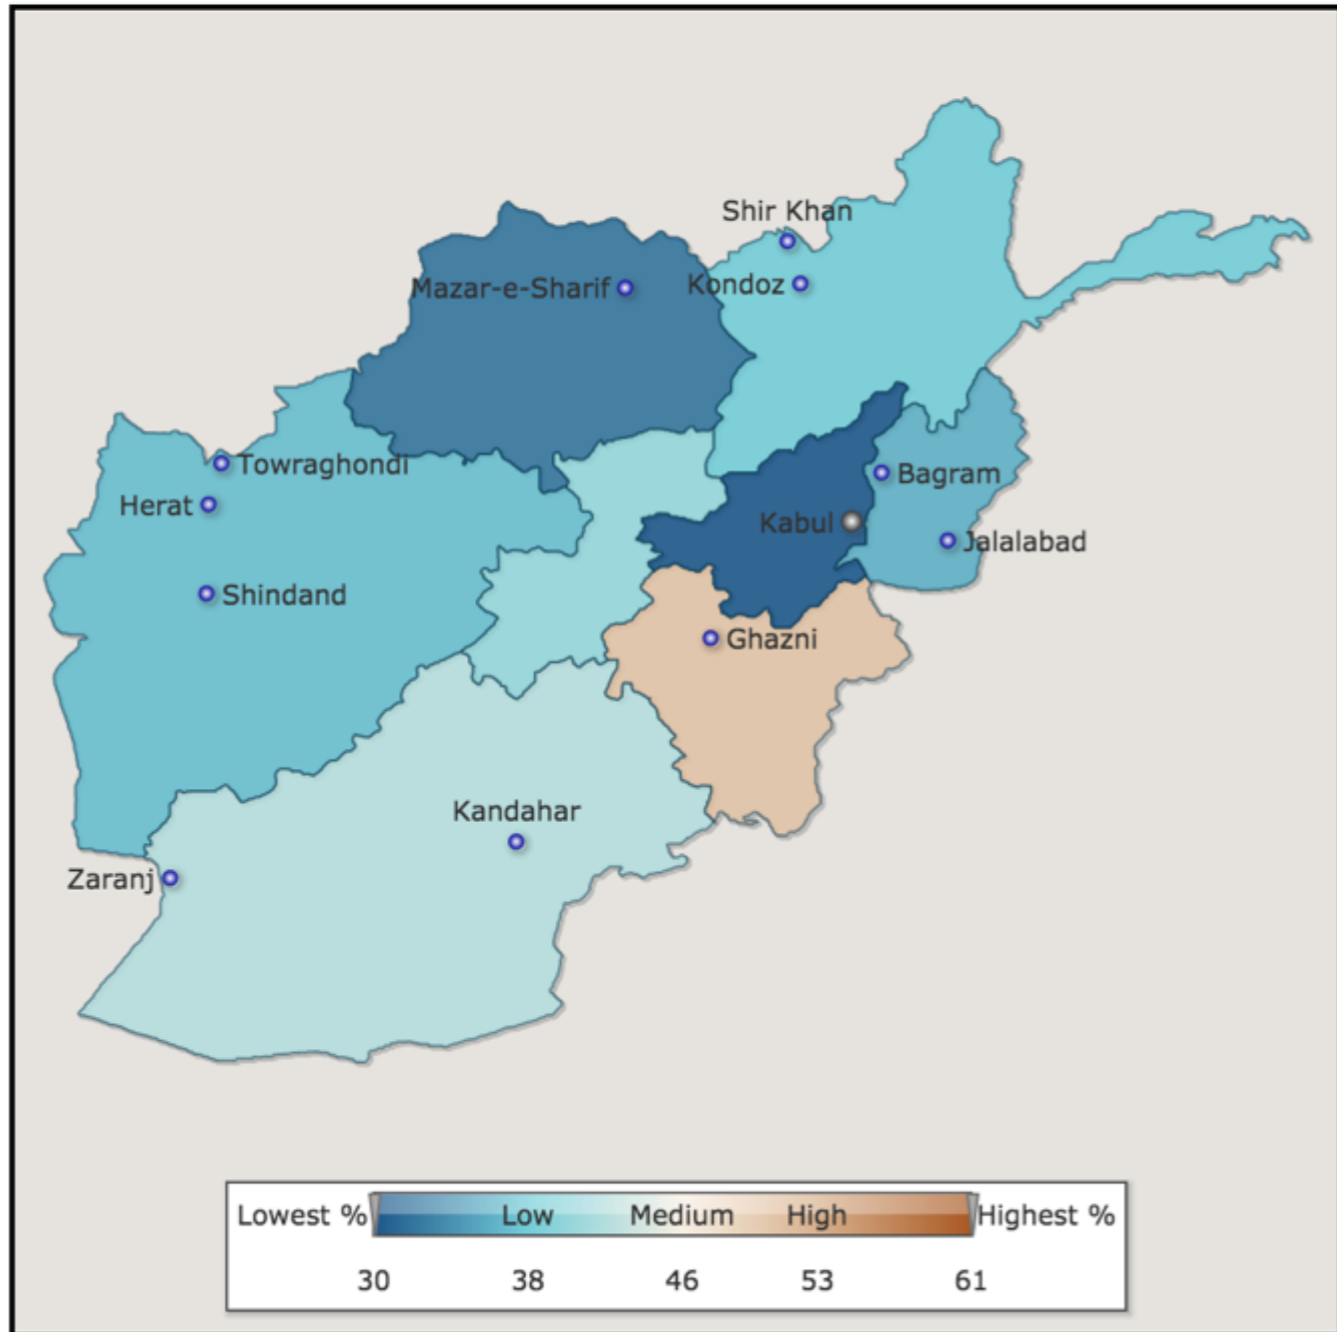 Shir Khan
Mazar-e-Sharif
Kondoz
Towraghondi
Bagram
Herat
Kabul
Jalalabad
Shindand
Ghazni
Kandahar
Zaranj
Lowest % Low Medium High Highest %
30 38 46 53 61